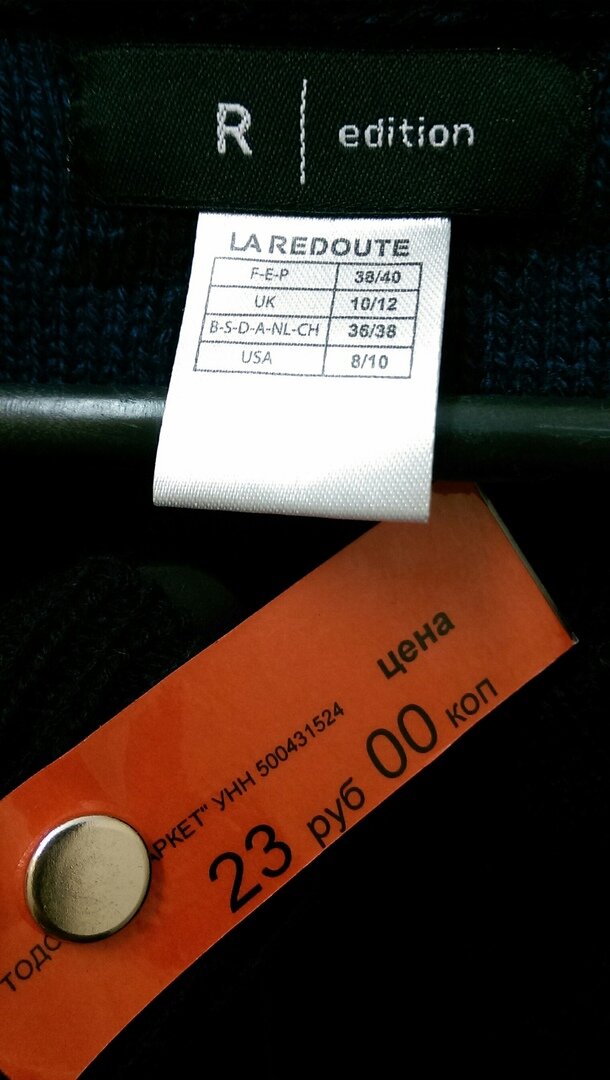 R | edition
LA REDOUTE
F-E-P 38/40
UK 10/12
B-S-D-A-NL-CH 36/38
USA 8/10
цена
23 руб 00 коп
УНН 500431524